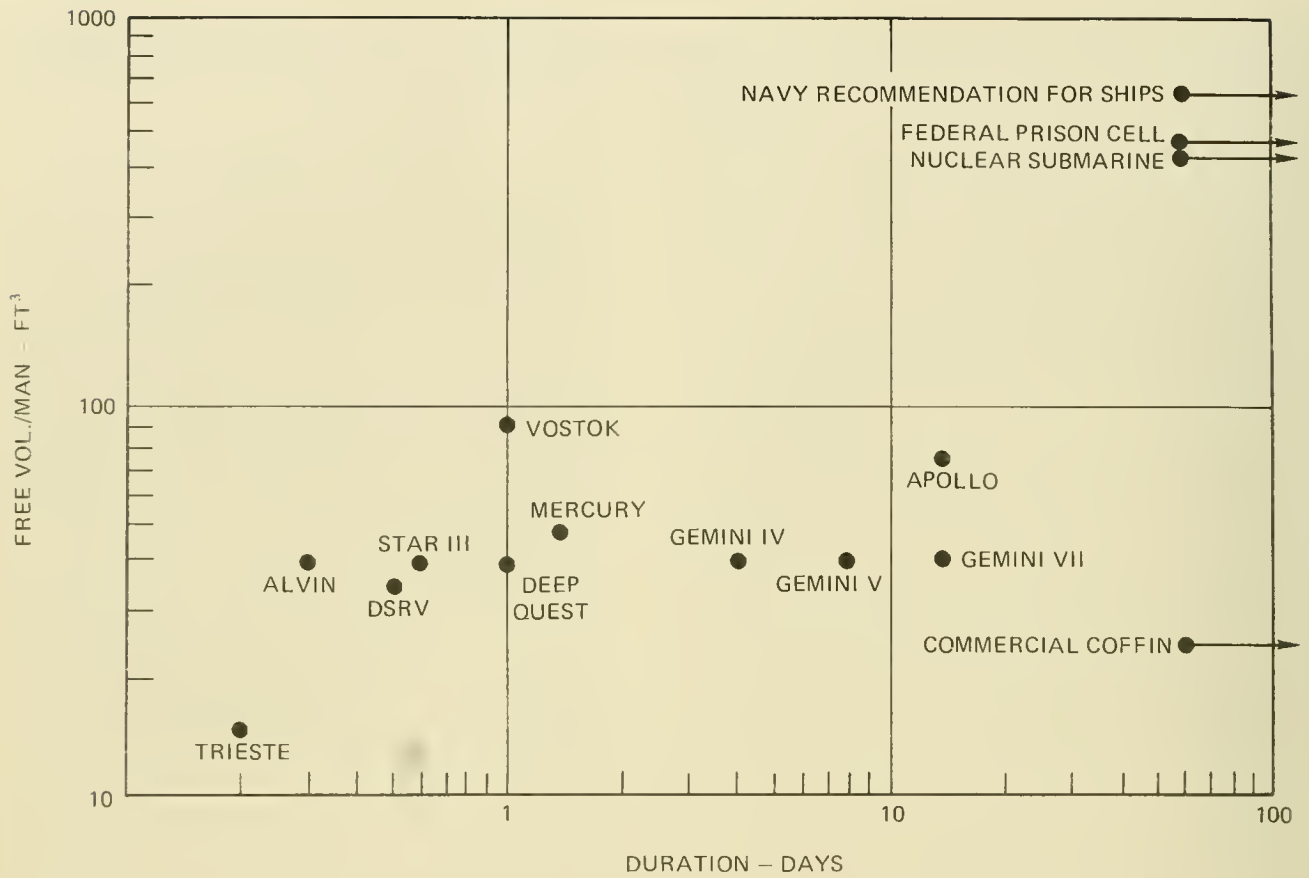 1000
NAVY RECOMMENDATION FOR SHIPS
FEDERAL PRISON CELL
NUCLEAR SUBMARINE
FREE VOL./MAN – FT³
100
VOSTOK
APOLLO
MERCURY
STAR III
GEMINI IV
ALVIN
DEEP
QUEST
GEMINI V
GEMINI VII
DSRV
COMMERCIAL COFFIN
TRIESTE
10
1
10
100
DURATION – DAYS